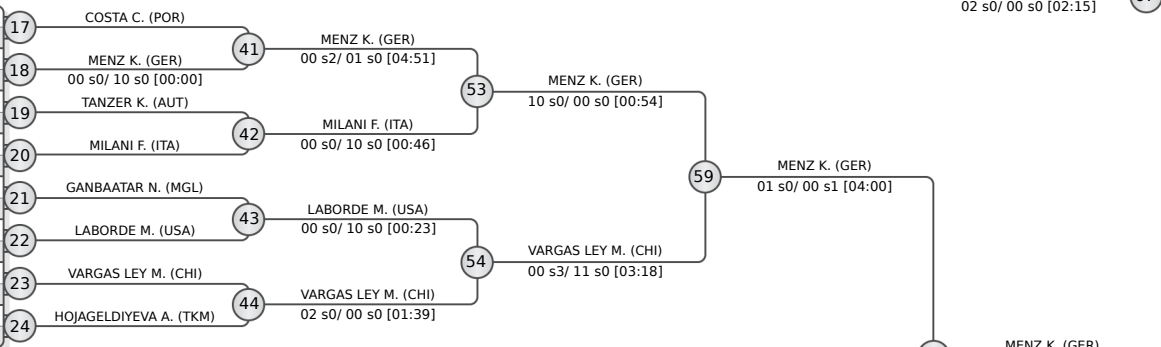 02 s0/ 00 s0 [02:15]
17
COSTA C. (POR)
41
MENZ K. (GER)
00 s2/ 01 s0 [04:51]
18
MENZ K. (GER)
00 s0/ 10 s0 [00:00]
53
MENZ K. (GER)
10 s0/ 00 s0 [00:54]
19
TANZER K. (AUT)
42
MILANI F. (ITA)
00 s0/ 10 s0 [00:46]
20
MILANI F. (ITA)
59
MENZ K. (GER)
01 s0/ 00 s1 [04:00]
21
GANBAATAR N. (MGL)
43
LABORDE M. (USA)
00 s0/ 10 s0 [00:23]
22
LABORDE M. (USA)
54
VARGAS LEY M. (CHI)
00 s3/ 11 s0 [03:18]
23
VARGAS LEY M. (CHI)
44
VARGAS LEY M. (CHI)
02 s0/ 00 s0 [01:39]
24
HOJAGELDIYEVA A. (TKM)
MENZ K. (GER)